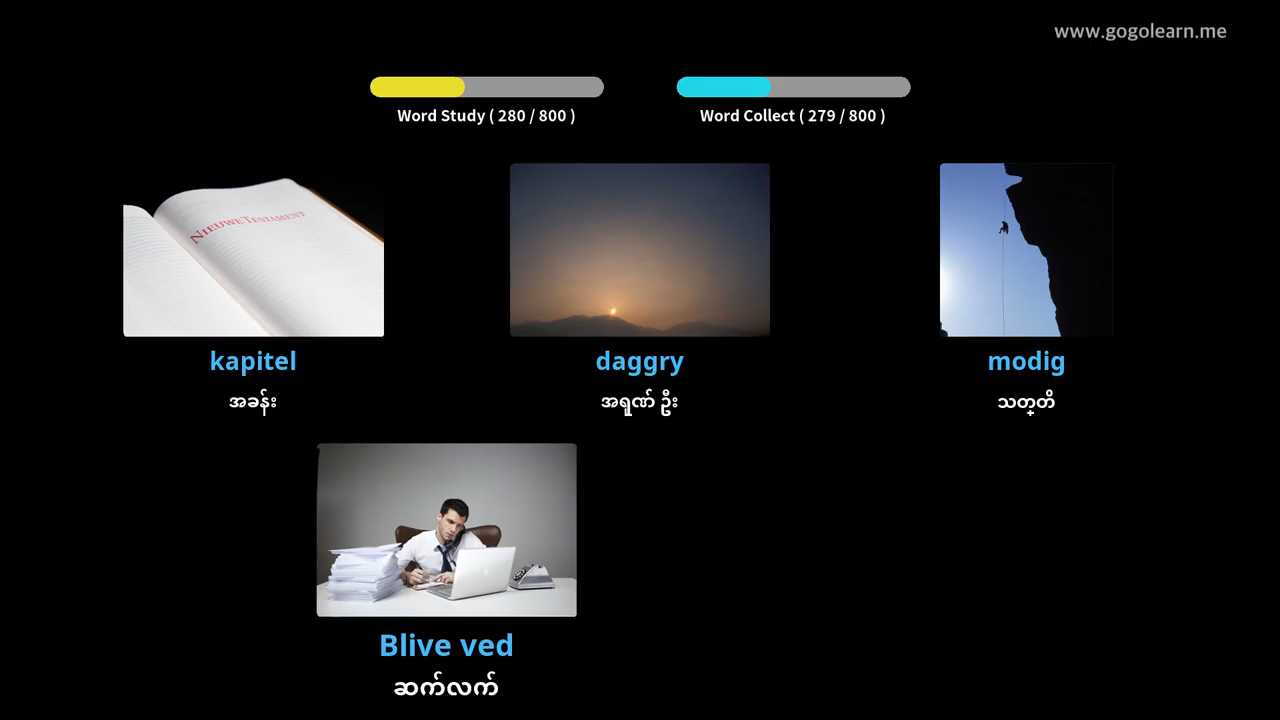 www.gogolearn.me
Word Study ( 280 / 800 )
Word Collect ( 279 / 800 )
NIEUWE TESTAMENT
kapitel
daggry
modig
အခန်း
အရုဏ် ဦး
သတ္တိ
Blive ved
ဆက်လက်